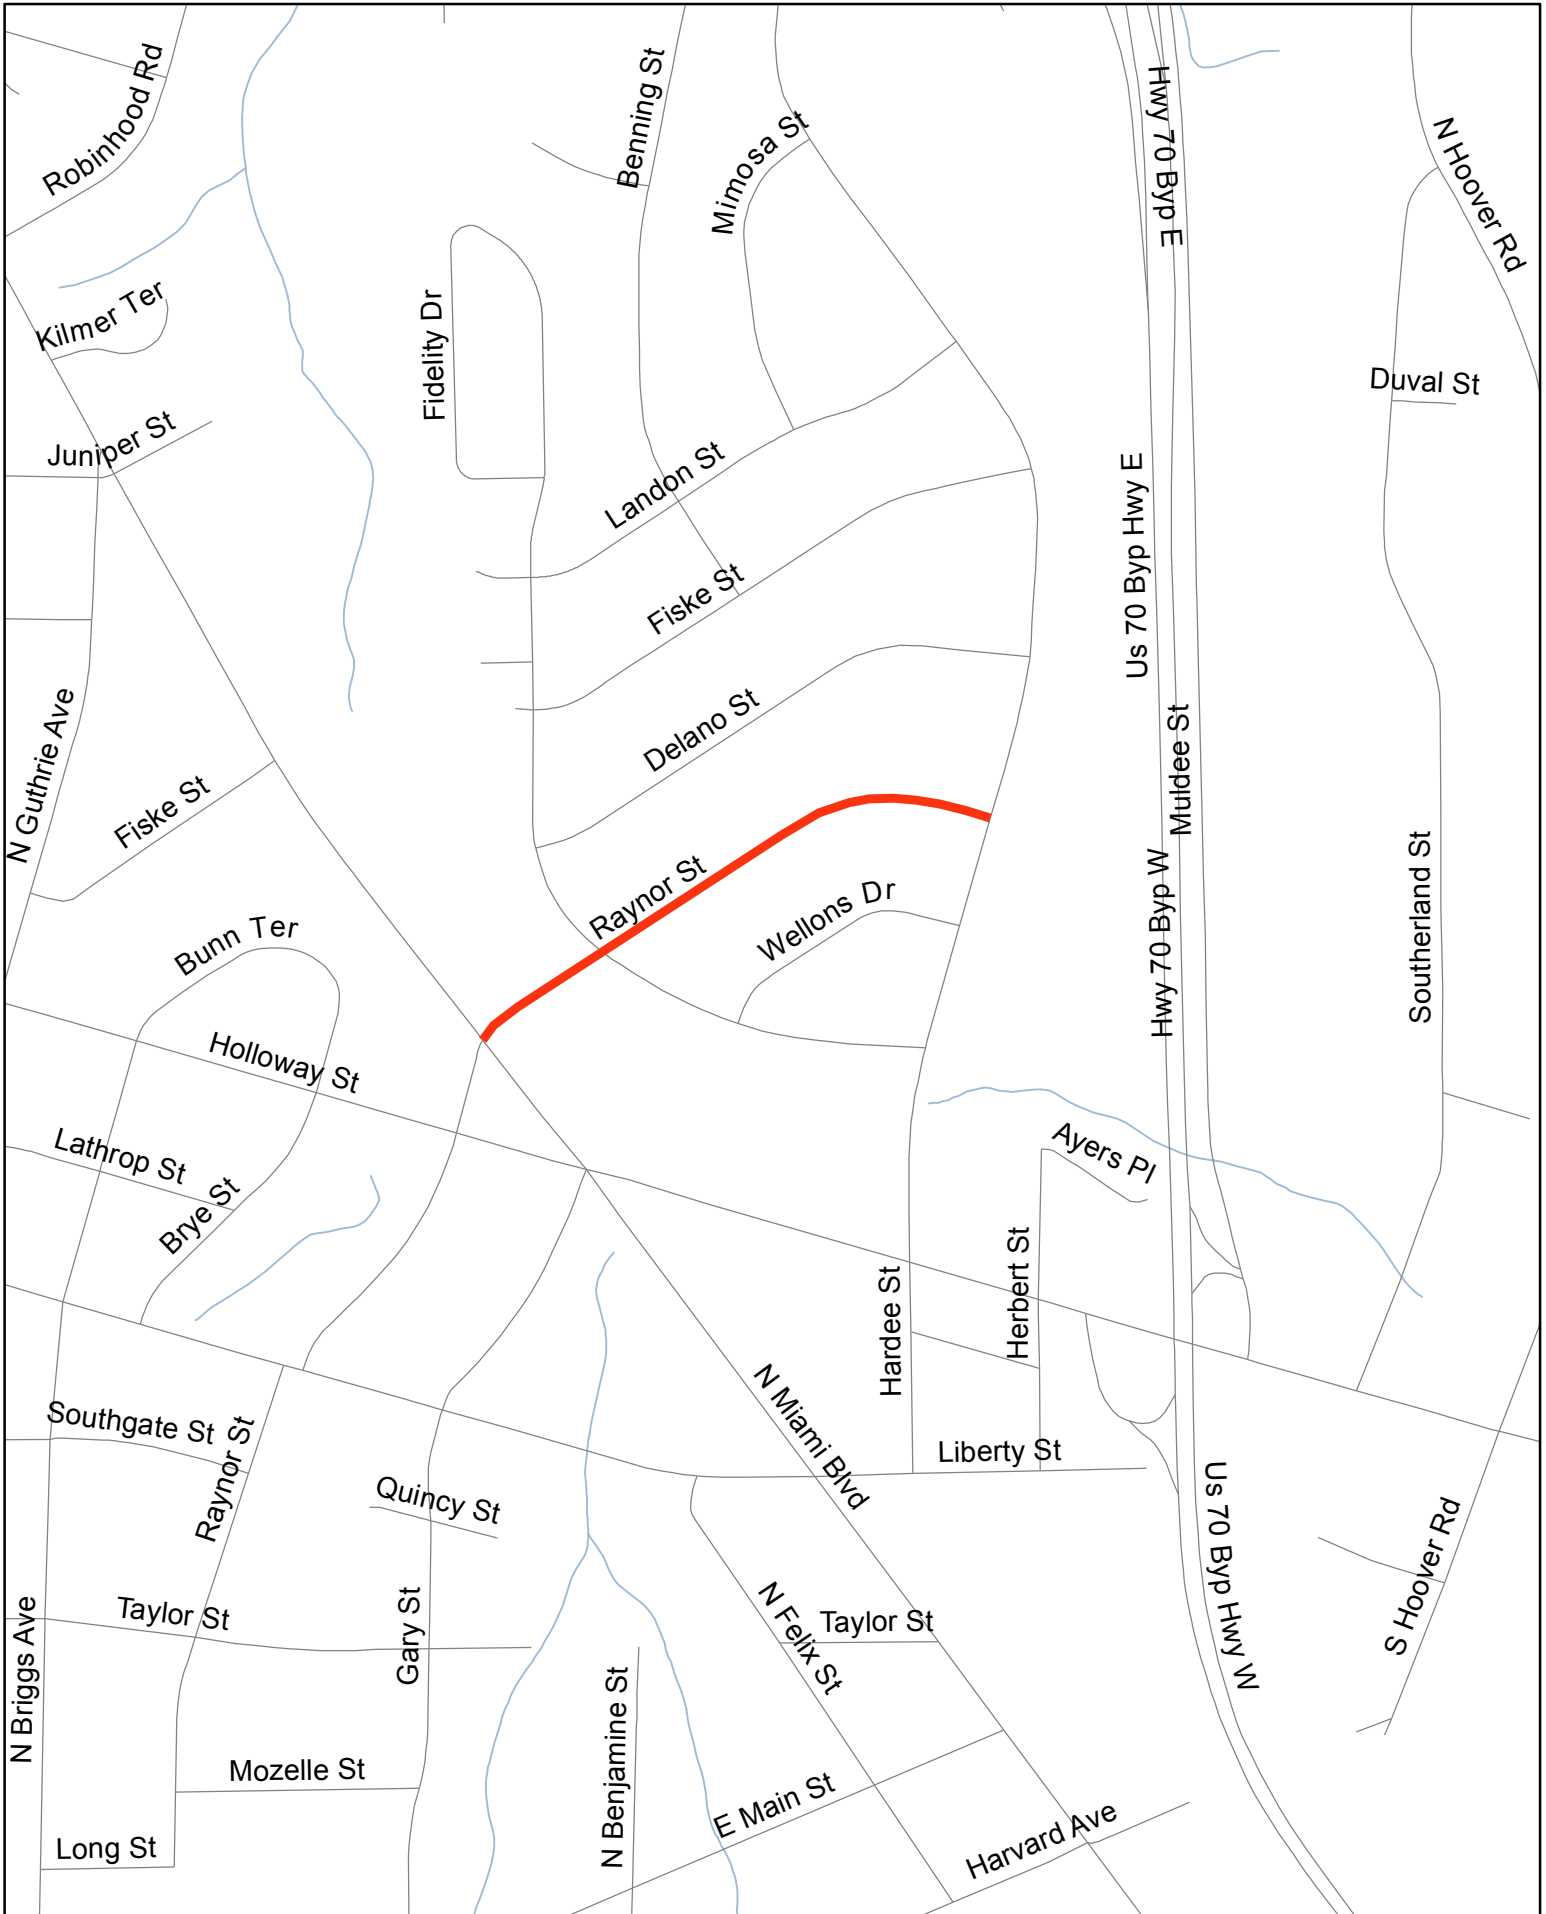 Robinhood Rd
Benning St
Mimosa St
Hwy 70 Byp E
N Hoover Rd
Kilmer Ter
Fidelity Dr
Duval St
Juniper St
Landon St
Us 70 Byp Hwy E
Fiske St
N Guthrie Ave
Delano St
Muldee St
Fiske St
Raynor St
Wellons Dr
Hwy 70 Byp W
Southerland St
Bunn Ter
Holloway St
Lathrop St
Brye St
Ayers Pl
Herbert St
Hardee St
N Miami Blvd
Southgate St
Raynor St
Liberty St
Quincy St
Us 70 Byp Hwy W
S Hoover Rd
Taylor St
Gary St
N Felix St
Taylor St
N Briggs Ave
N Benjamine St
Mozelle St
E Main St
Harvard Ave
Long St